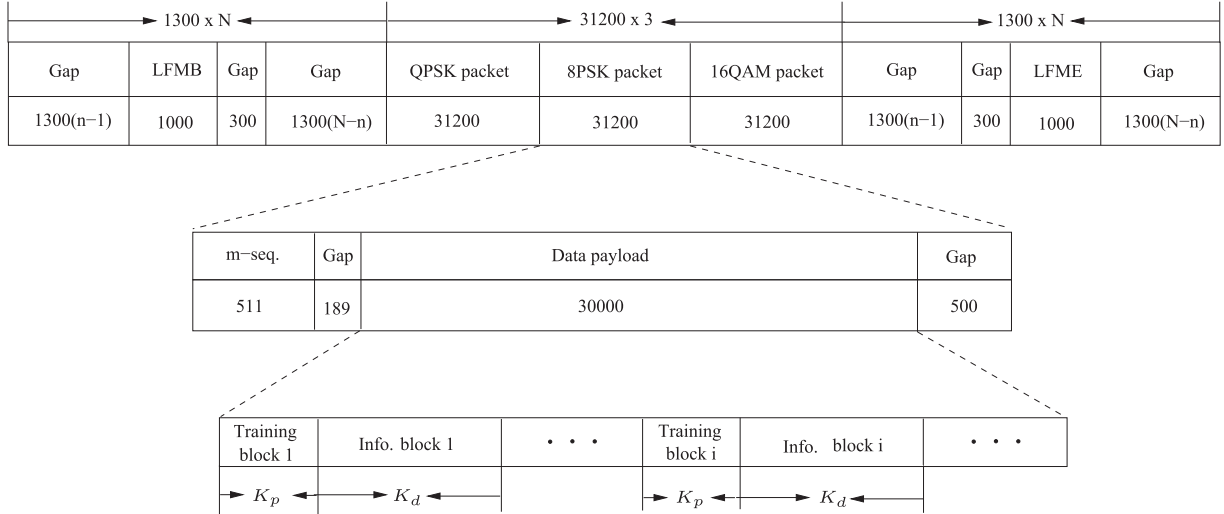 1300 x N 31200 x 3 1300 x N
Gap LFMB Gap Gap QPSK packet 8PSK packet 16QAM packet Gap Gap LFME Gap
1300(n−1) 1000 300 1300(N−n) 31200 31200 31200 1300(n−1) 300 1000 1300(N−n)
m−seq. Gap Data payload Gap
511 189 30000 500
Training block 1 Info. block 1 · · · Training block i Info. block i · · ·
K_p K_d K_p K_d